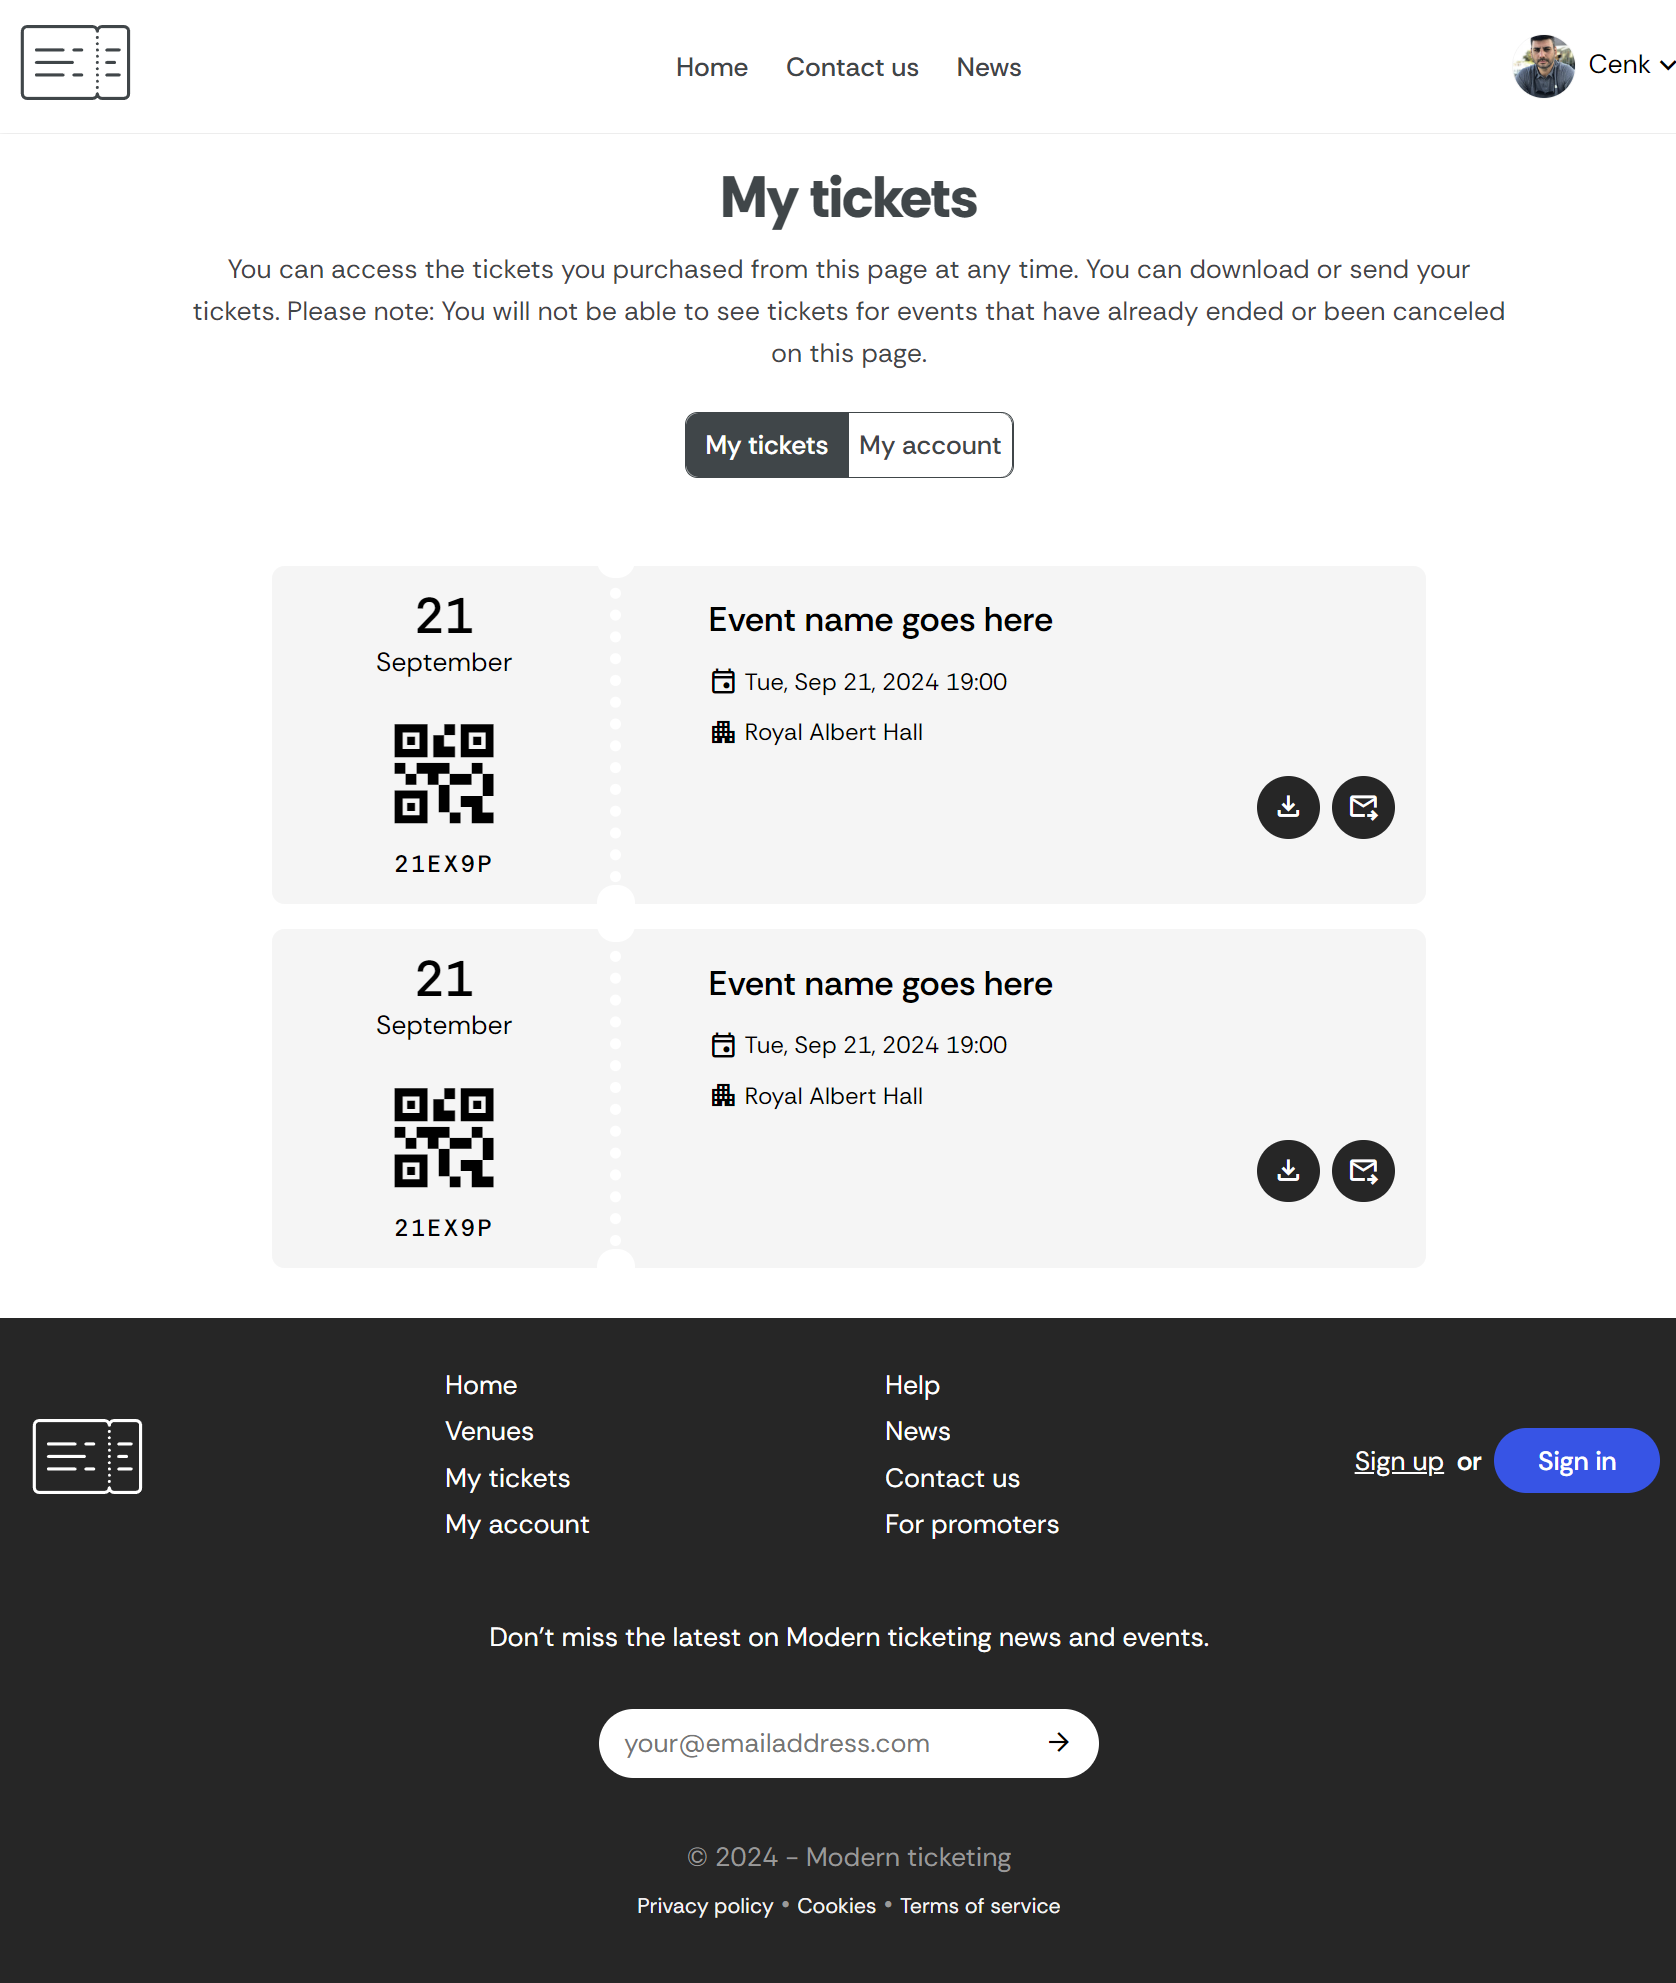 Home Contact us News
Cenk
My tickets
You can access the tickets you purchased from this page at any time. You can download or send your
tickets. Please note: You will not be able to see tickets for events that have already ended or been canceled
on this page.
My tickets My account
21
September
21EX9P
Event name goes here
Tue, Sep 21, 2024 19:00
Royal Albert Hall
21
September
21EX9P
Event name goes here
Tue, Sep 21, 2024 19:00
Royal Albert Hall
Home
Venues
My tickets
My account
Help
News
Contact us
For promoters
Sign up or Sign in
Don’t miss the latest on Modern ticketing news and events.
your@emailaddress.com
© 2024 - Modern ticketing
Privacy policy • Cookies • Terms of service